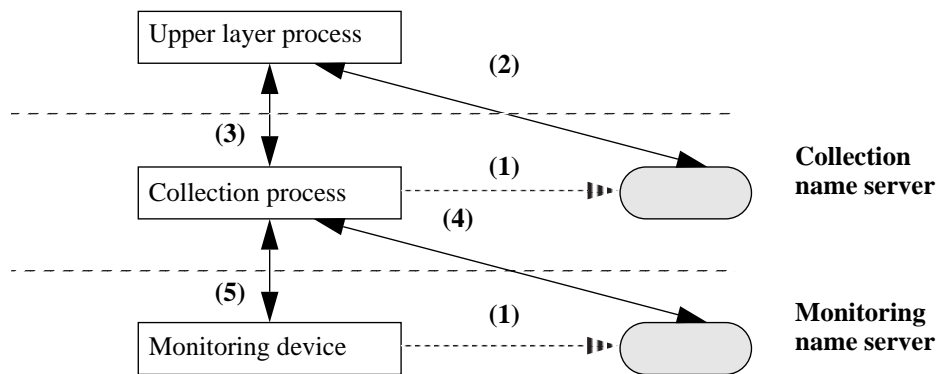 Upper layer process
(2)
(3)
(1)
Collection
name server
Collection process
(4)
(5)
(1)
Monitoring
name server
Monitoring device